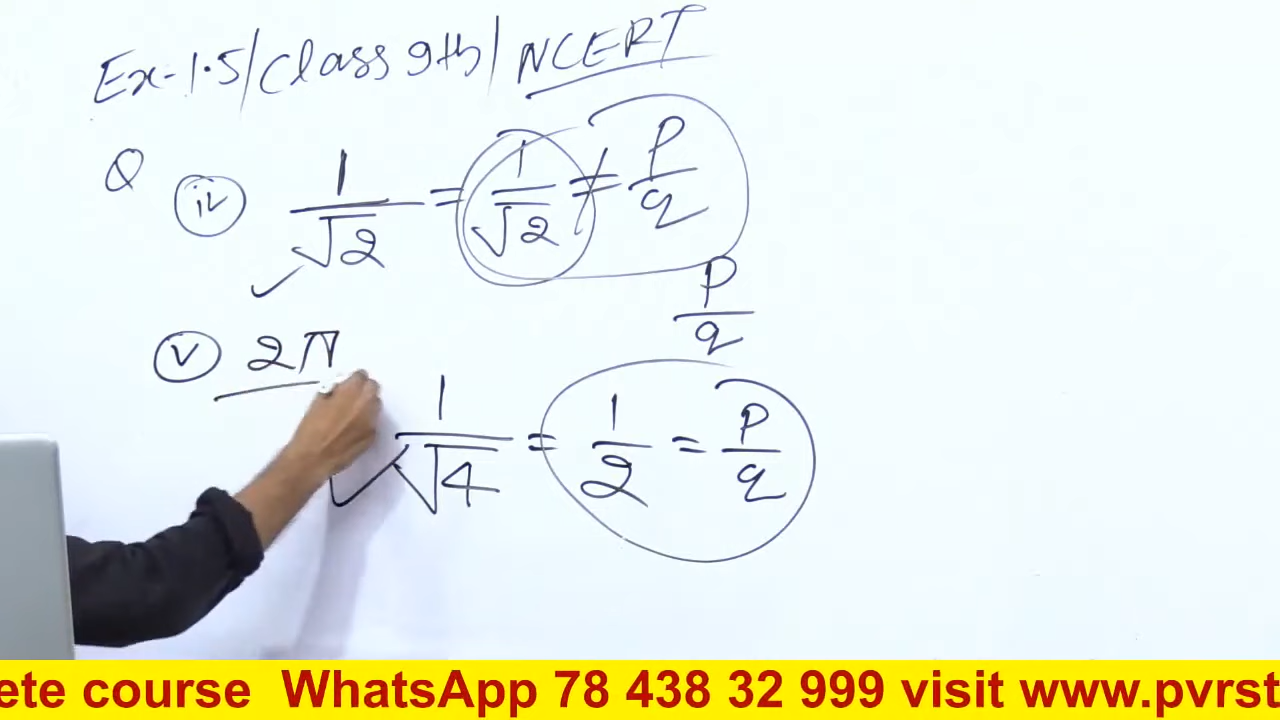 Ex-1.5/Class 9th/NCERT
Q (iv) 1/√2 = 1/√2 ≠ p/q
p/q
(v) 2π
1/√4 = 1/2 = p/q
ete course WhatsApp 78 438 32 999 visit www.pvrst